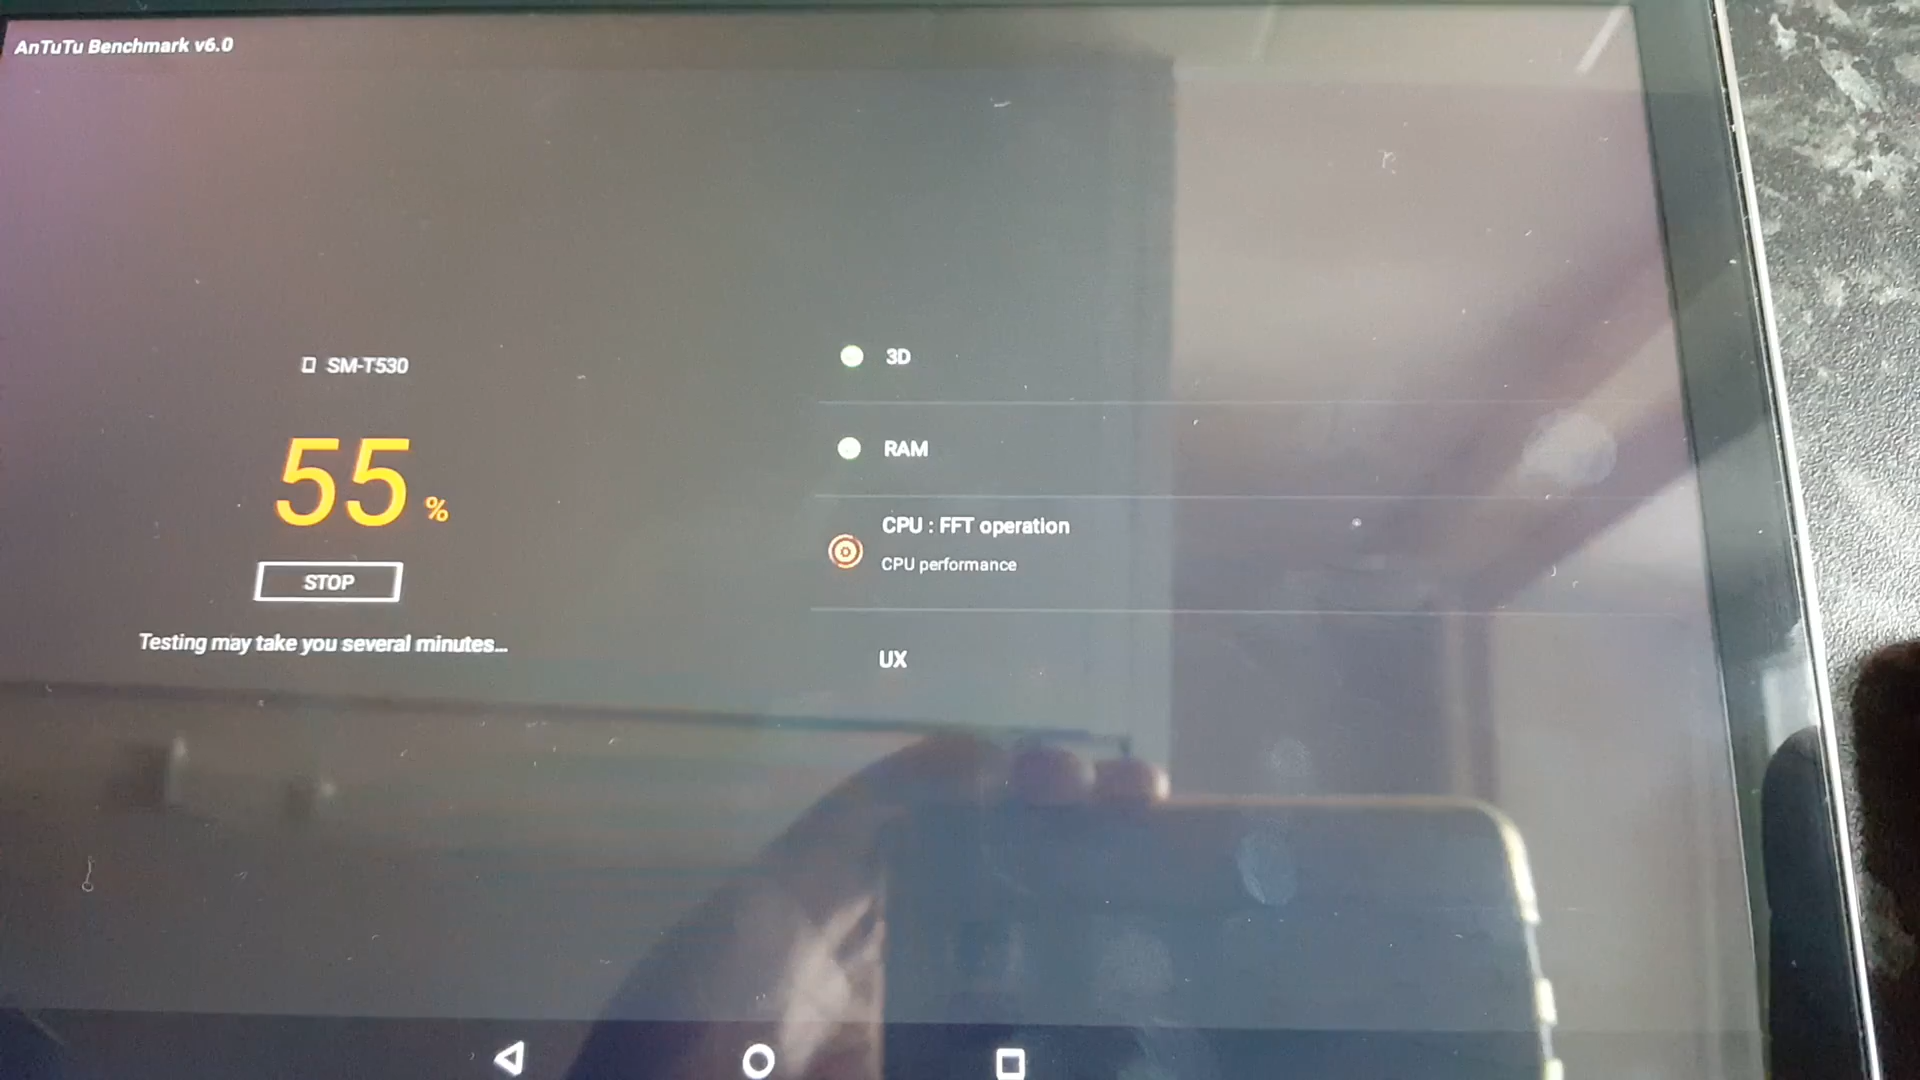 AnTuTu Benchmark v6.0
SM-T530
55 %
STOP
Testing may take you several minutes...
3D
RAM
CPU : FFT operation
CPU performance
UX